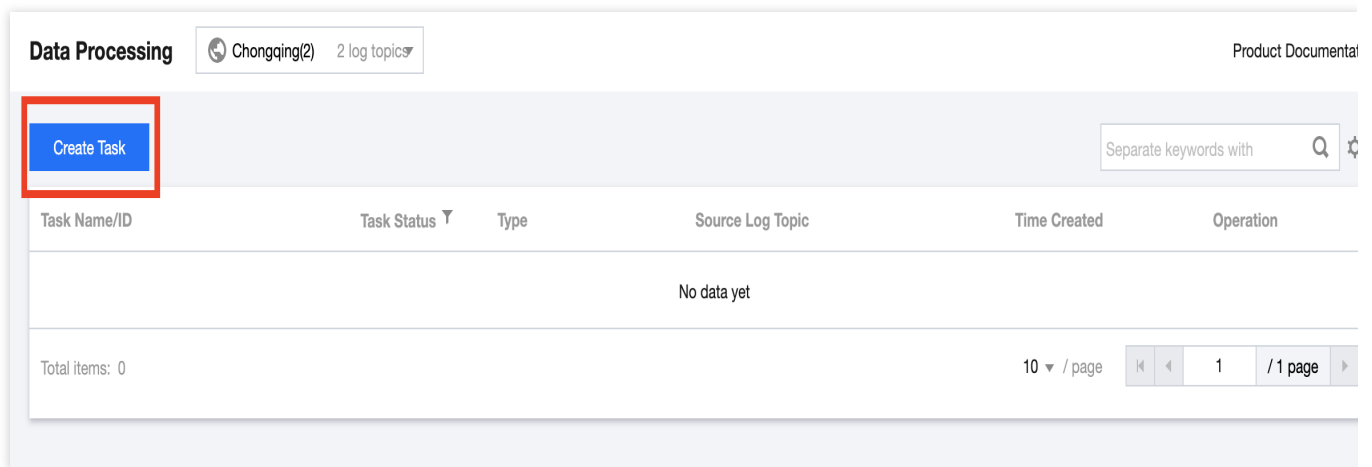 Data Processing Chongqing(2) 2 log topics Product Documentat
Create Task Separate keywords with
Task Name/ID Task Status Type Source Log Topic Time Created Operation
No data yet
Total items: 0 10 / page 1 / 1 page